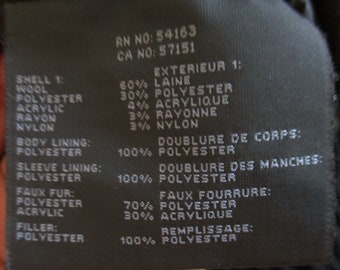 RN NO: 54163
CA NO: 57151
SHELL 1: EXTERIEUR 1:
WOOL 60% LAINE
POLYESTER 30% POLYESTER
ACRYLIC 4% ACRYLIQUE
RAYON 3% RAYONNE
NYLON 3% NYLON
BODY LINING: DOUBLURE DE CORPS:
POLYESTER 100% POLYESTER
SLEEVE LINING: DOUBLURE DES MANCHES:
POLYESTER 100% POLYESTER
FAUX FUR: FAUX FOURRURE:
POLYESTER 70% POLYESTER
ACRYLIC 30% ACRYLIQUE
FILLER: REMPLISSAGE:
POLYESTER 100% POLYESTER